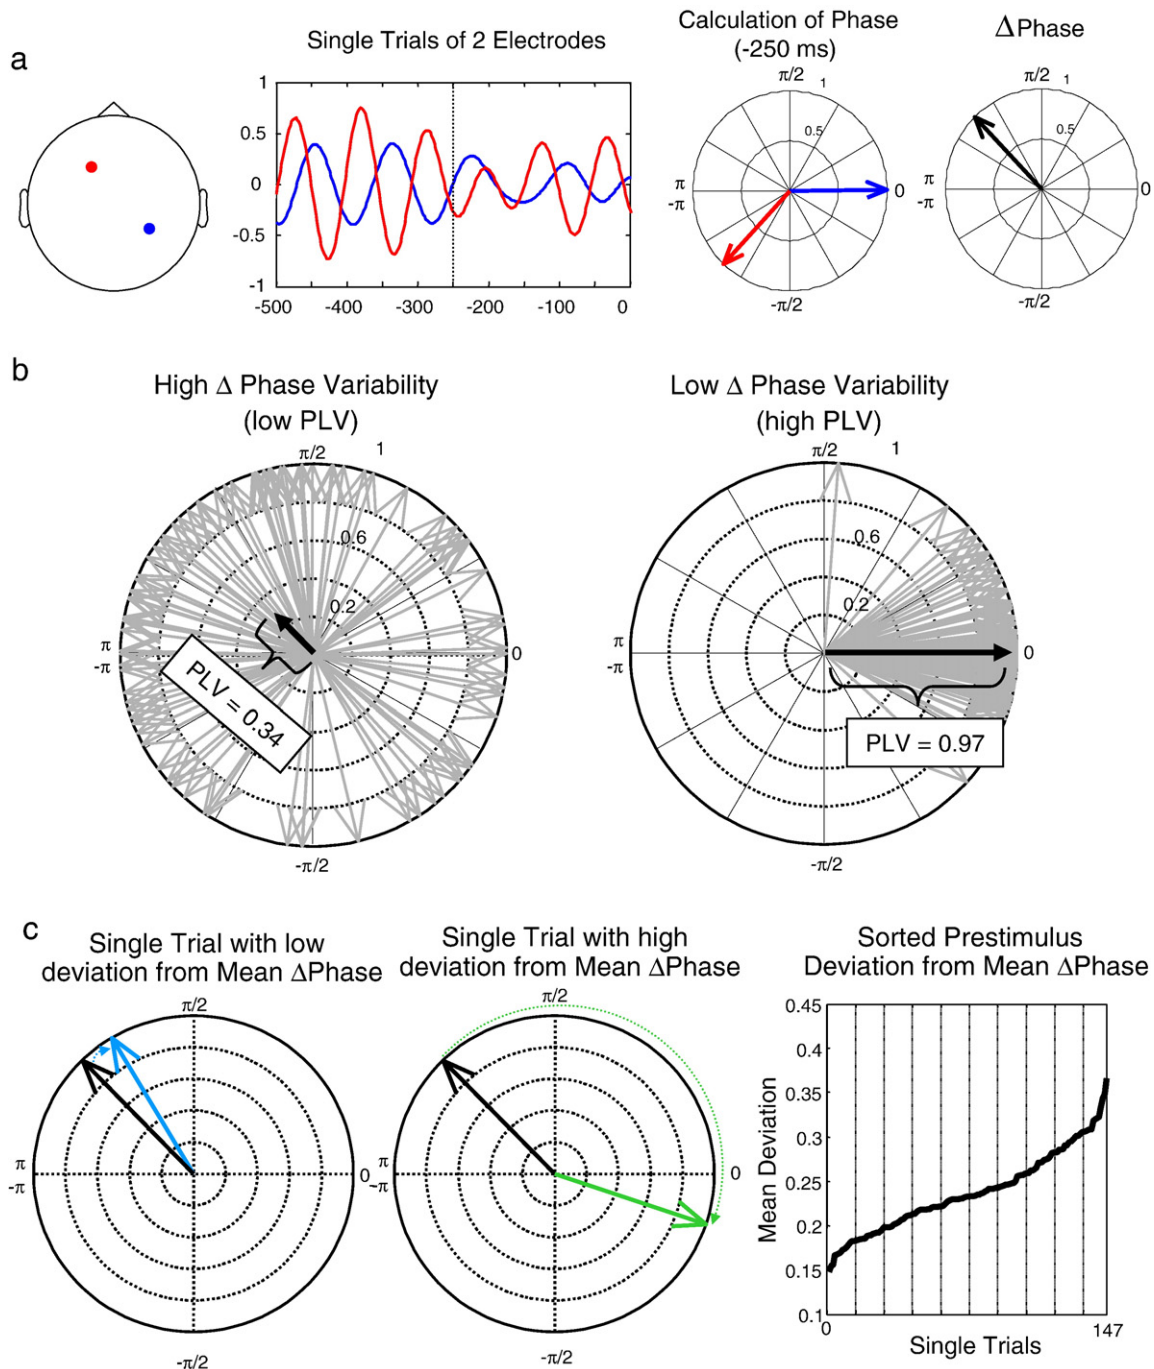 a
Single Trials of 2 Electrodes
1
0.5
0
-0.5
-1
-500 -400 -300 -200 -100 0
Calculation of Phase
(-250 ms)
π/2 1
0.5
π
-π
0
-π/2
ΔPhase
π/2 1
0.5
π
-π
0
-π/2
b
High Δ Phase Variability
(low PLV)
π/2 1
0.6
0.2
π
-π
0
PLV = 0.34
-π/2
Low Δ Phase Variability
(high PLV)
π/2 1
0.6
0.2
π
-π
0
PLV = 0.97
-π/2
c
Single Trial with low
deviation from Mean ΔPhase
π/2
π
-π
0
-π/2
Single Trial with high
deviation from Mean ΔPhase
π/2
π
-π
0
-π/2
Sorted Prestimulus
Deviation from Mean ΔPhase
0.45
0.4
0.35
0.3
0.25
0.2
0.15
0.1
Mean Deviation
0 147
Single Trials